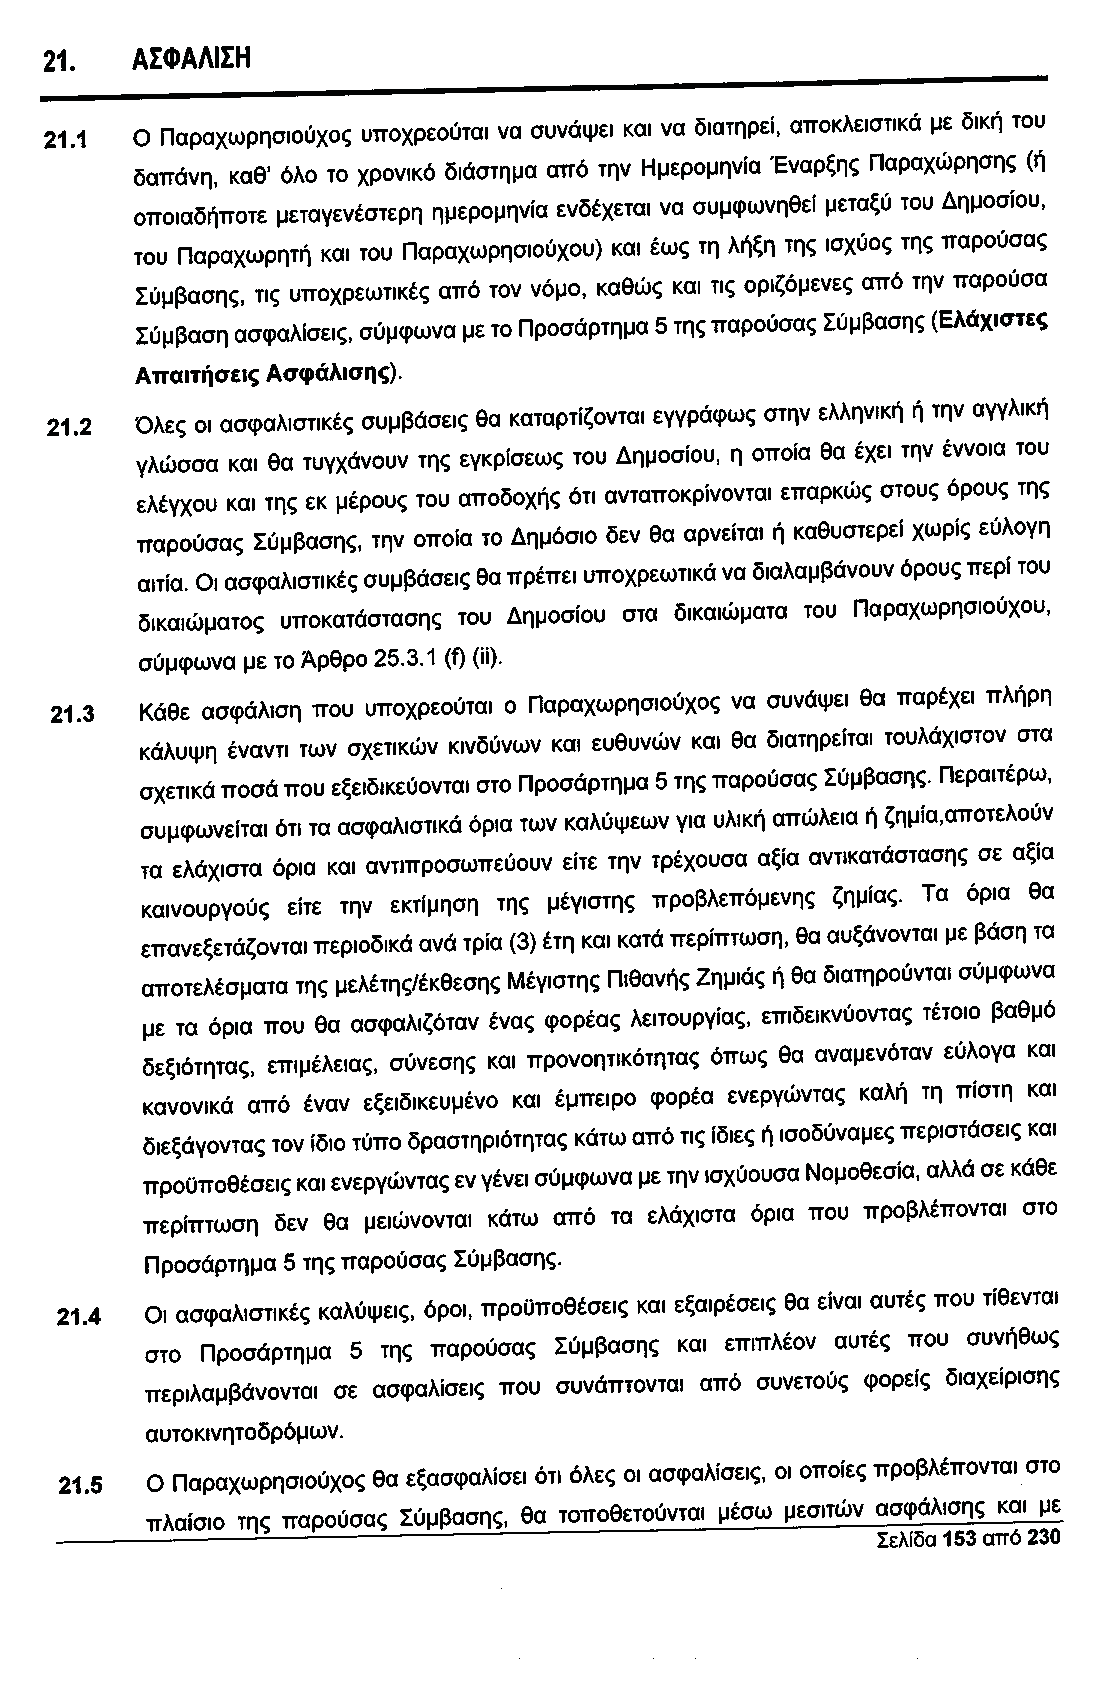 21. ΑΣΦΑΛΙΣΗ
21.1 Ο Παραχωρησιούχος υποχρεούται να συνάψει και να διατηρεί, αποκλειστικά με δική του
δαπάνη, καθ' όλο το χρονικό διάστημα από την Ημερομηνία Έναρξης Παραχώρησης (ή
οποιαδήποτε μεταγενέστερη ημερομηνία ενδέχεται να συμφωνηθεί μεταξύ του Δημοσίου,
του Παραχωρητή και του Παραχωρησιούχου) και έως τη λήξη της ισχύος της παρούσας
Σύμβασης, τις υποχρεωτικές από τον νόμο, καθώς και τις οριζόμενες από την παρούσα
Σύμβαση ασφαλίσεις, σύμφωνα με το Προσάρτημα 5 της παρούσας Σύμβασης (Ελάχιστες
Απαιτήσεις Ασφάλισης).
21.2 Όλες οι ασφαλιστικές συμβάσεις θα καταρτίζονται εγγράφως στην ελληνική ή την αγγλική
γλώσσα και θα τυγχάνουν της εγκρίσεως του Δημοσίου, η οποία θα έχει την έννοια του
ελέγχου και της εκ μέρους του αποδοχής ότι ανταποκρίνονται επαρκώς στους όρους της
παρούσας Σύμβασης, την οποία το Δημόσιο δεν θα αρνείται ή καθυστερεί χωρίς εύλογη
αιτία. Οι ασφαλιστικές συμβάσεις θα πρέπει υποχρεωτικά να διαλαμβάνουν όρους περί του
δικαιώματος υποκατάστασης του Δημοσίου στα δικαιώματα του Παραχωρησιούχου,
σύμφωνα με το Άρθρο 25.3.1 (f) (ii).
21.3 Κάθε ασφάλιση που υποχρεούται ο Παραχωρησιούχος να συνάψει θα παρέχει πλήρη
κάλυψη έναντι των σχετικών κινδύνων και ευθυνών και θα διατηρείται τουλάχιστον στα
σχετικά ποσά που εξειδικεύονται στο Προσάρτημα 5 της παρούσας Σύμβασης. Περαιτέρω,
συμφωνείται ότι τα ασφαλιστικά όρια των καλύψεων για υλική απώλεια ή ζημία,αποτελούν
τα ελάχιστα όρια και αντιπροσωπεύουν είτε την τρέχουσα αξία αντικατάστασης σε αξία
καινουργούς είτε την εκτίμηση της μέγιστης προβλεπόμενης ζημίας. Τα όρια θα
επανεξετάζονται περιοδικά ανά τρία (3) έτη και κατά περίπτωση, θα αυξάνονται με βάση τα
αποτελέσματα της μελέτης/έκθεσης Μέγιστης Πιθανής Ζημιάς ή θα διατηρούνται σύμφωνα
με τα όρια που θα ασφαλιζόταν ένας φορέας λειτουργίας, επιδεικνύοντας τέτοιο βαθμό
δεξιότητας, επιμέλειας, σύνεσης και προνοητικότητας όπως θα αναμενόταν εύλογα και
κανονικά από έναν εξειδικευμένο και έμπειρο φορέα ενεργώντας καλή τη πίστη και
διεξάγοντας τον ίδιο τύπο δραστηριότητας κάτω από τις ίδιες ή ισοδύναμες περιστάσεις και
προϋποθέσεις και ενεργώντας εν γένει σύμφωνα με την ισχύουσα Νομοθεσία, αλλά σε κάθε
περίπτωση δεν θα μειώνονται κάτω από τα ελάχιστα όρια που προβλέπονται στο
Προσάρτημα 5 της παρούσας Σύμβασης.
21.4 Οι ασφαλιστικές καλύψεις, όροι, προϋποθέσεις και εξαιρέσεις θα είναι αυτές που τίθενται
στο Προσάρτημα 5 της παρούσας Σύμβασης και επιπλέον αυτές που συνήθως
περιλαμβάνονται σε ασφαλίσεις που συνάπτονται από συνετούς φορείς διαχείρισης
αυτοκινητοδρόμων.
21.5 Ο Παραχωρησιούχος θα εξασφαλίσει ότι όλες οι ασφαλίσεις, οι οποίες προβλέπονται στο
πλαίσιο της παρούσας Σύμβασης, θα τοποθετούνται μέσω μεσιτών ασφάλισης και με
Σελίδα 153 από 230